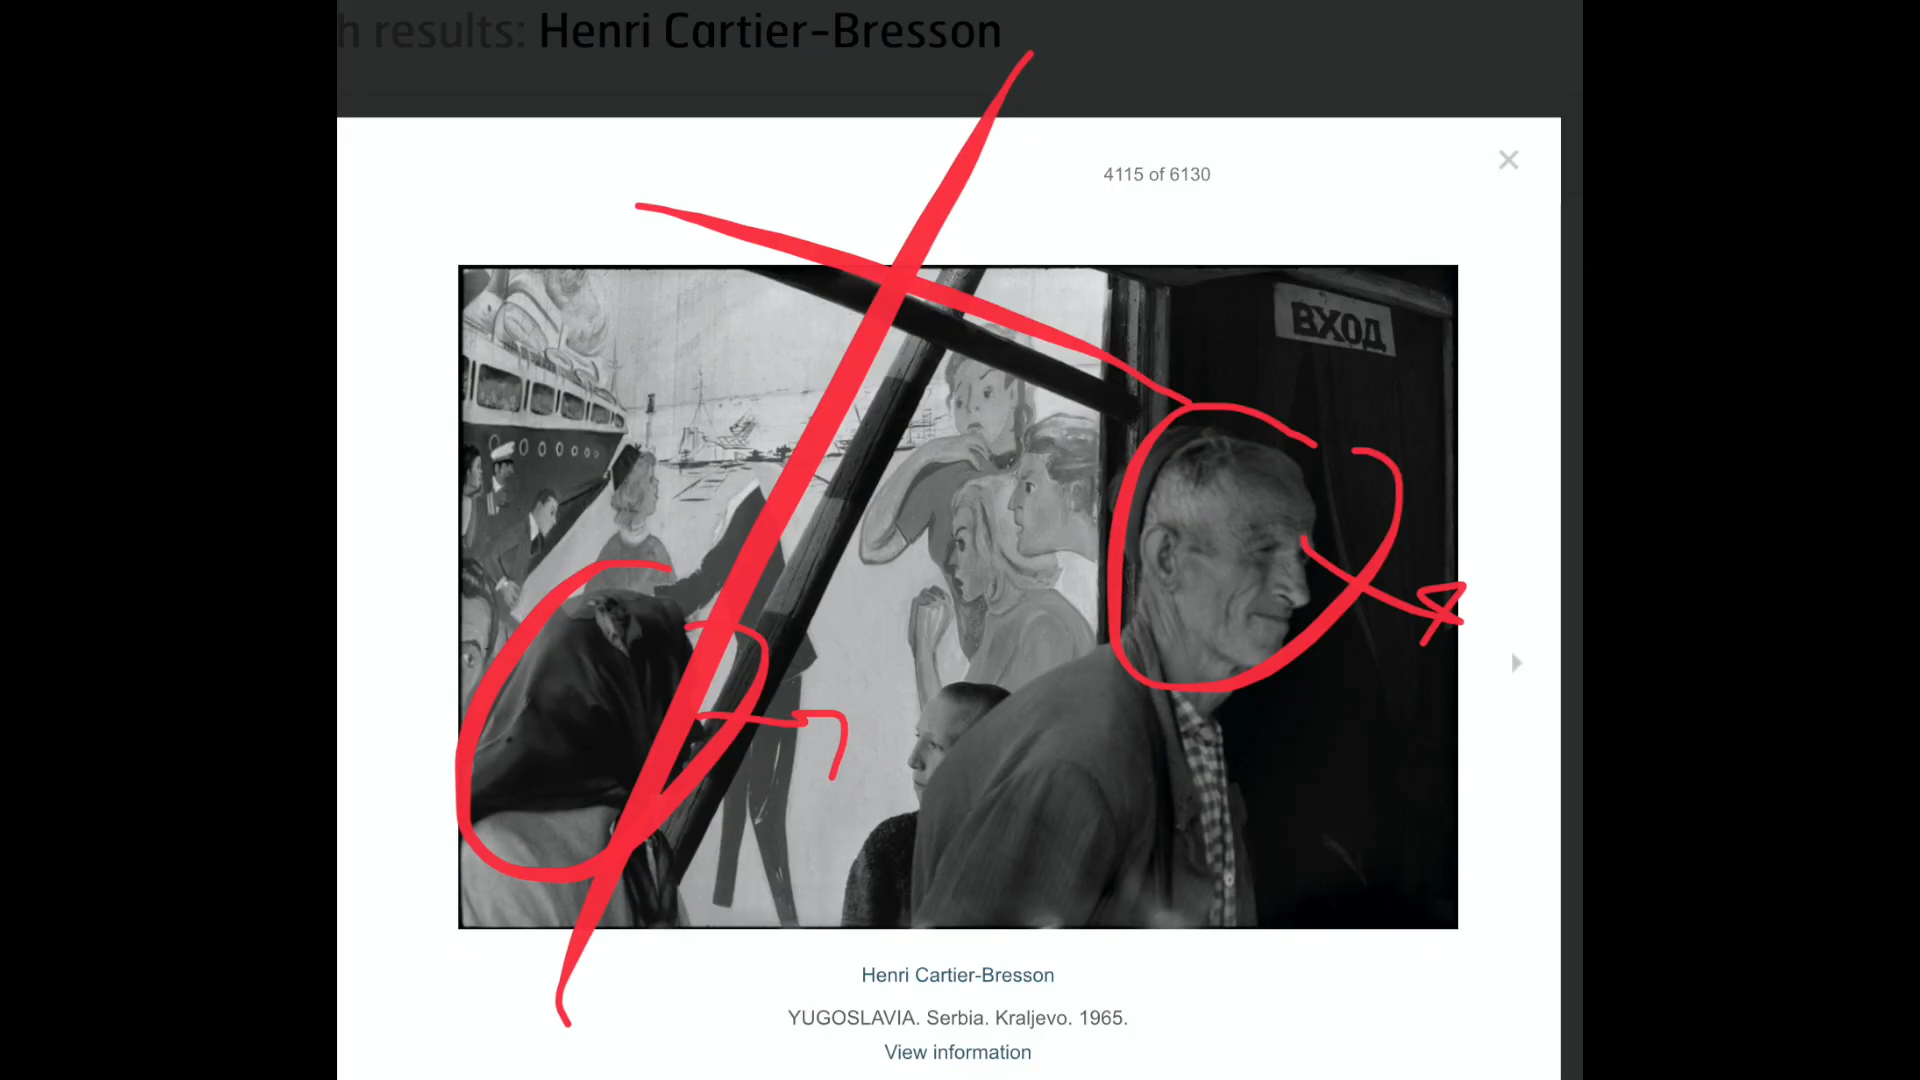 h results: Henri Cartier-Bresson
4115 of 6130
ВХОД
Henri Cartier-Bresson
YUGOSLAVIA. Serbia. Kraljevo. 1965.
View information